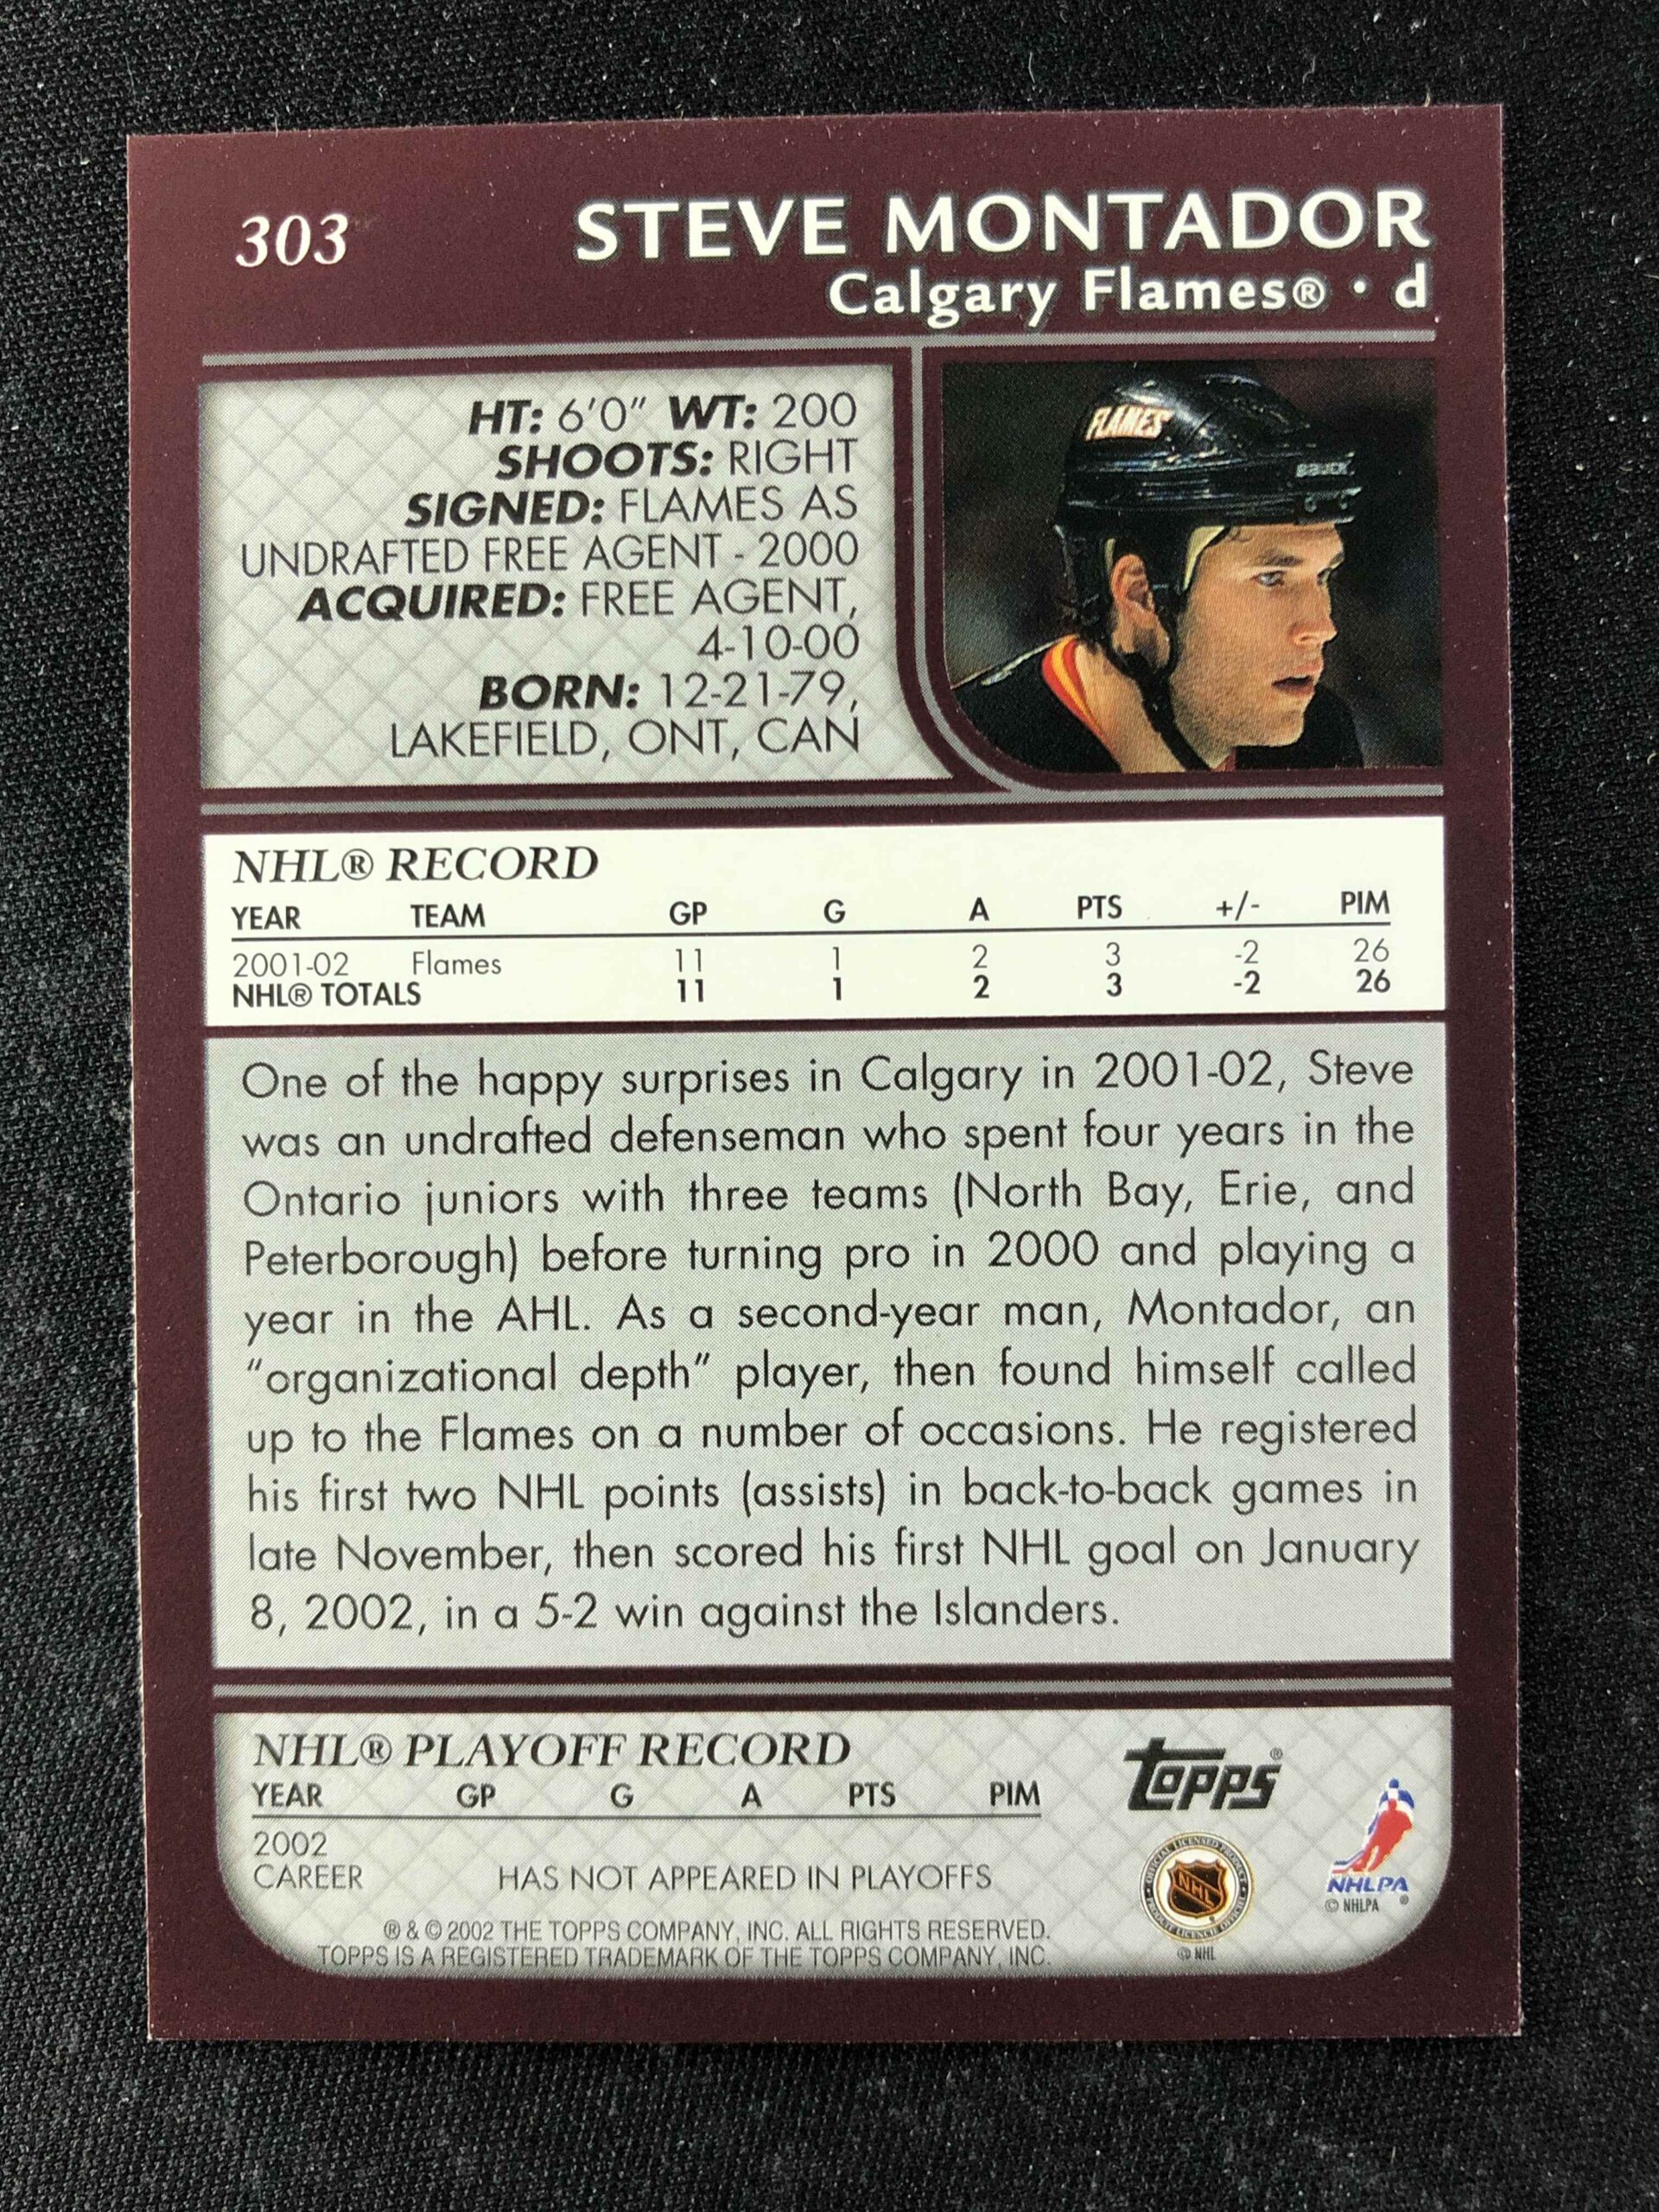 303
STEVE MONTADOR
Calgary Flames® • d
HT: 6'0" WT: 200
SHOOTS: RIGHT
SIGNED: FLAMES AS
UNDRAFTED FREE AGENT - 2000
ACQUIRED: FREE AGENT,
4-10-00
BORN: 12-21-79,
LAKEFIELD, ONT, CAN
FLAMES
BAUER
NHL® RECORD
YEAR TEAM GP G A PTS +/- PIM
2001-02 Flames 11 1 2 3 -2 26
NHL® TOTALS 11 1 2 3 -2 26
One of the happy surprises in Calgary in 2001-02, Steve
was an undrafted defenseman who spent four years in the
Ontario juniors with three teams (North Bay, Erie, and
Peterborough) before turning pro in 2000 and playing a
year in the AHL. As a second-year man, Montador, an
"organizational depth" player, then found himself called
up to the Flames on a number of occasions. He registered
his first two NHL points (assists) in back-to-back games in
late November, then scored his first NHL goal on January
8, 2002, in a 5-2 win against the Islanders.
NHL® PLAYOFF RECORD
YEAR GP G A PTS PIM
2002
CAREER HAS NOT APPEARED IN PLAYOFFS
® & © 2002 THE TOPPS COMPANY, INC. ALL RIGHTS RESERVED.
TOPPS IS A REGISTERED TRADEMARK OF THE TOPPS COMPANY, INC.
Topps®
OFFICIAL LICENSED PRODUCT
NHL
© NHL
NHLPA®
© NHLPA